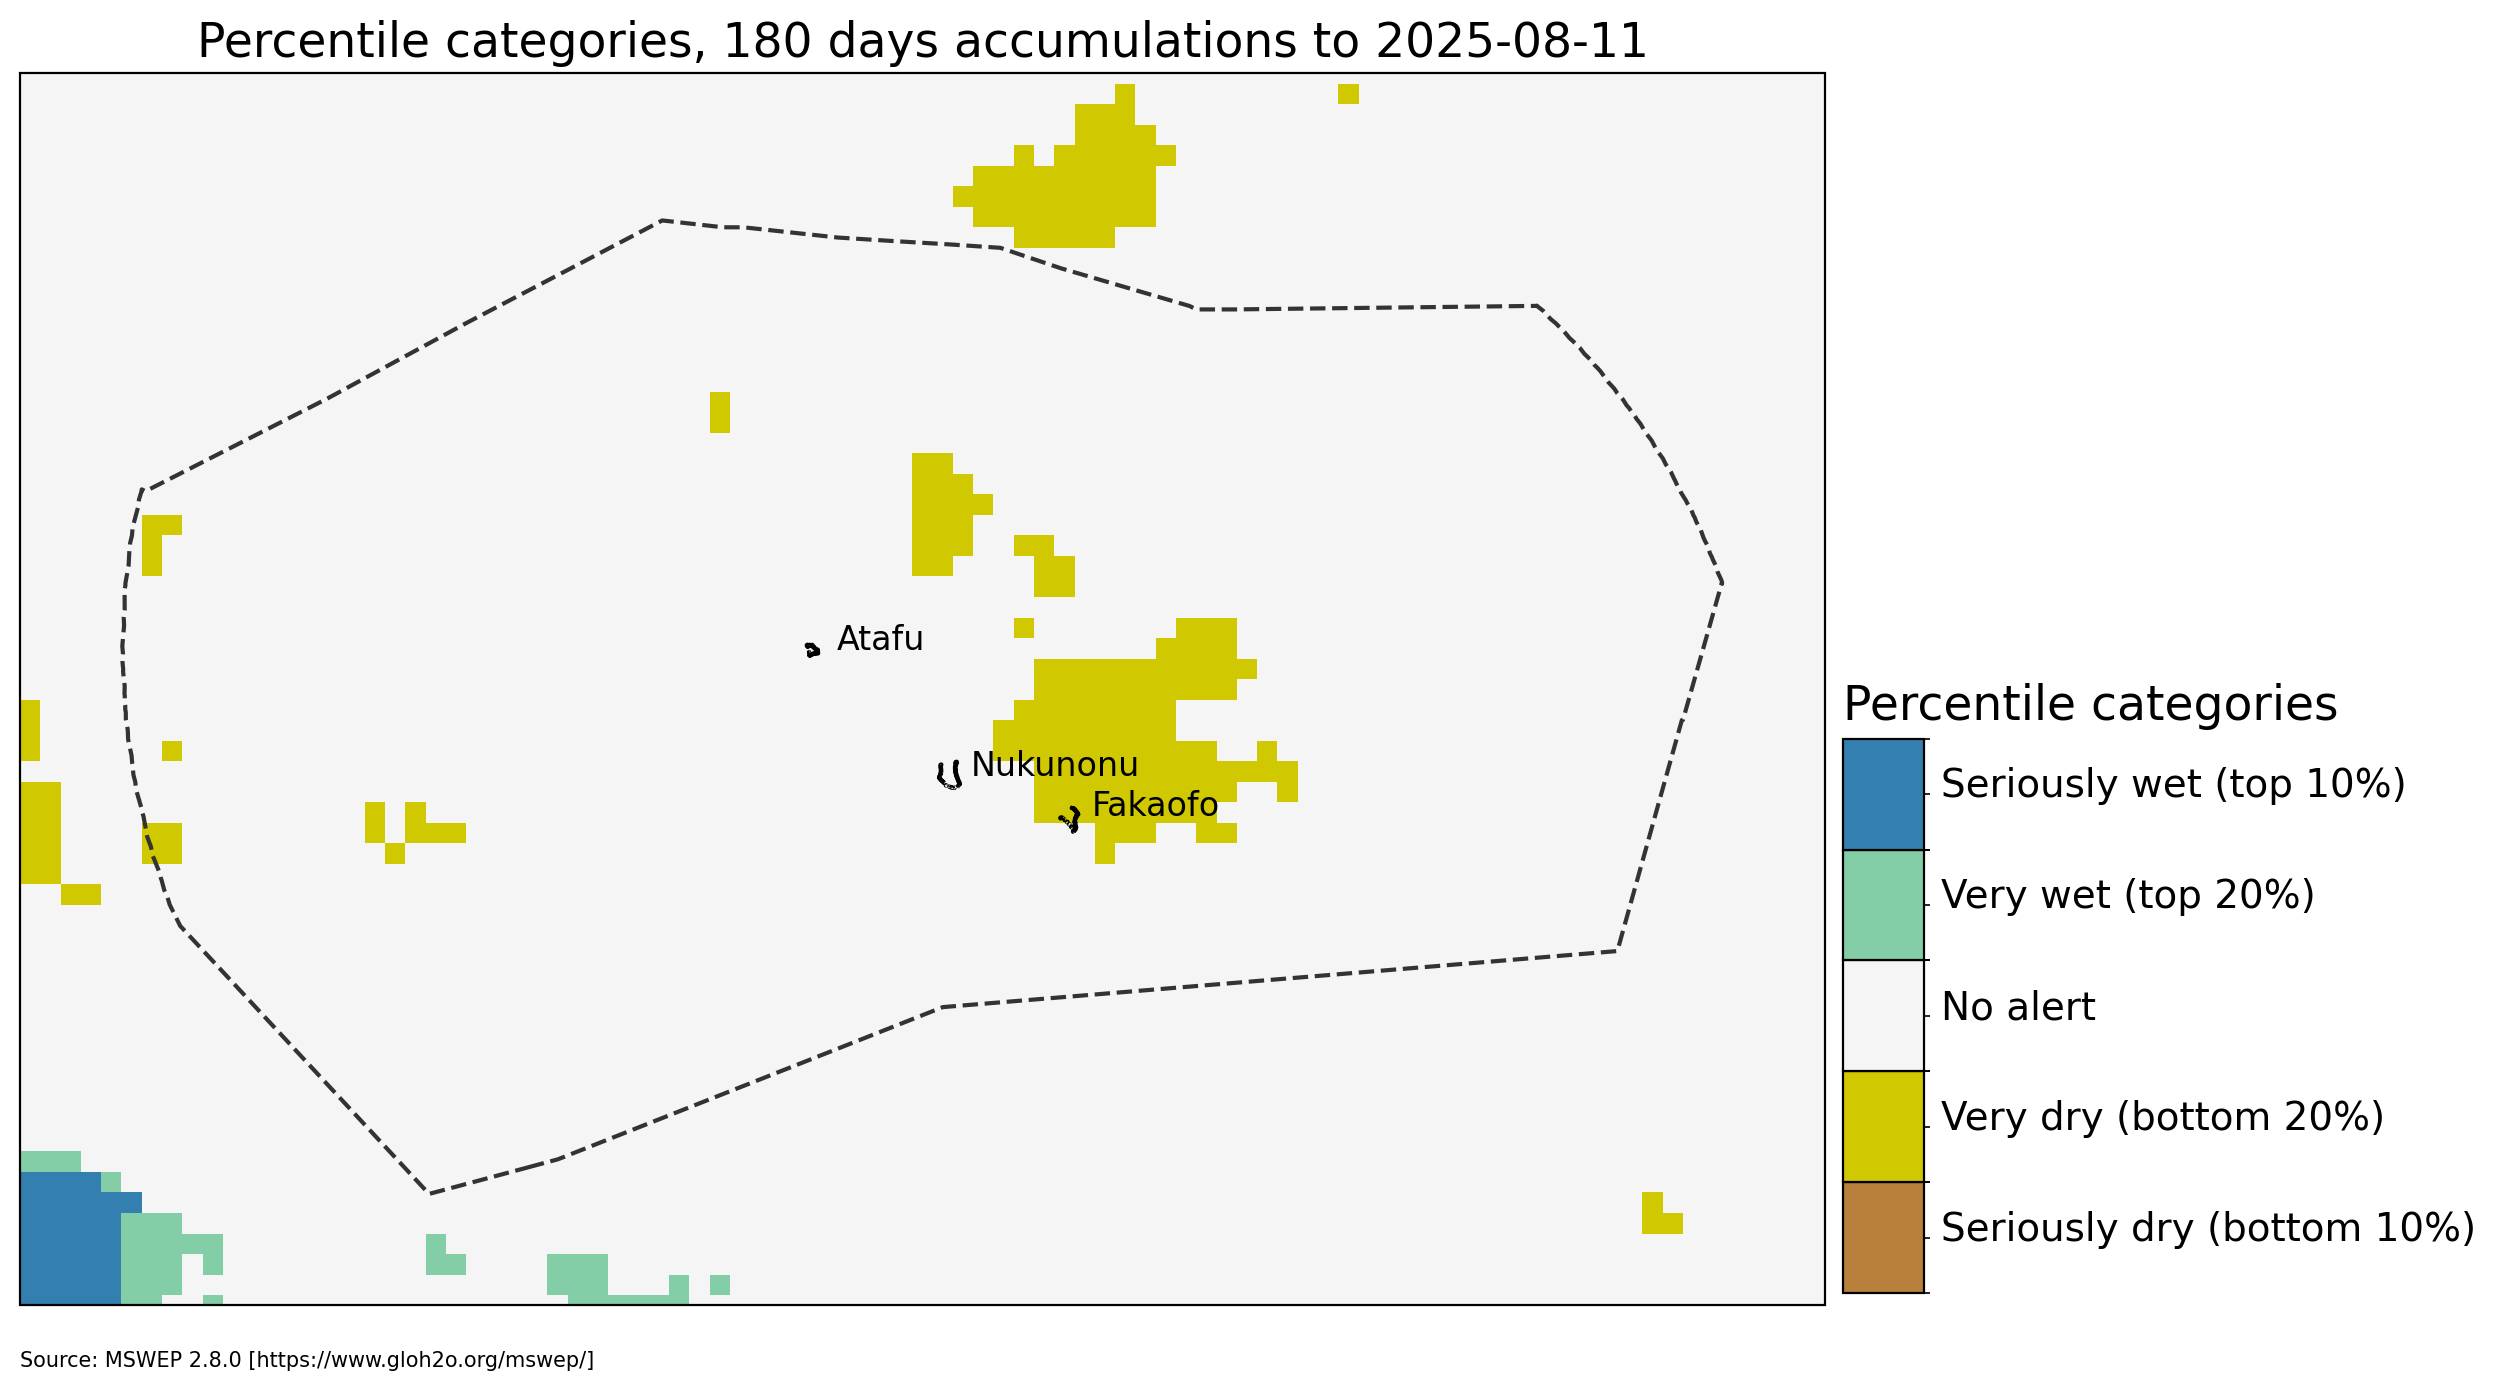 Percentile categories, 180 days accumulations to 2025-08-11
Atafu
Nukunonu
Fakaofo
Percentile categories
Seriously wet (top 10%)
Very wet (top 20%)
No alert
Very dry (bottom 20%)
Seriously dry (bottom 10%)
Source: MSWEP 2.8.0 [https://www.gloh2o.org/mswep/]